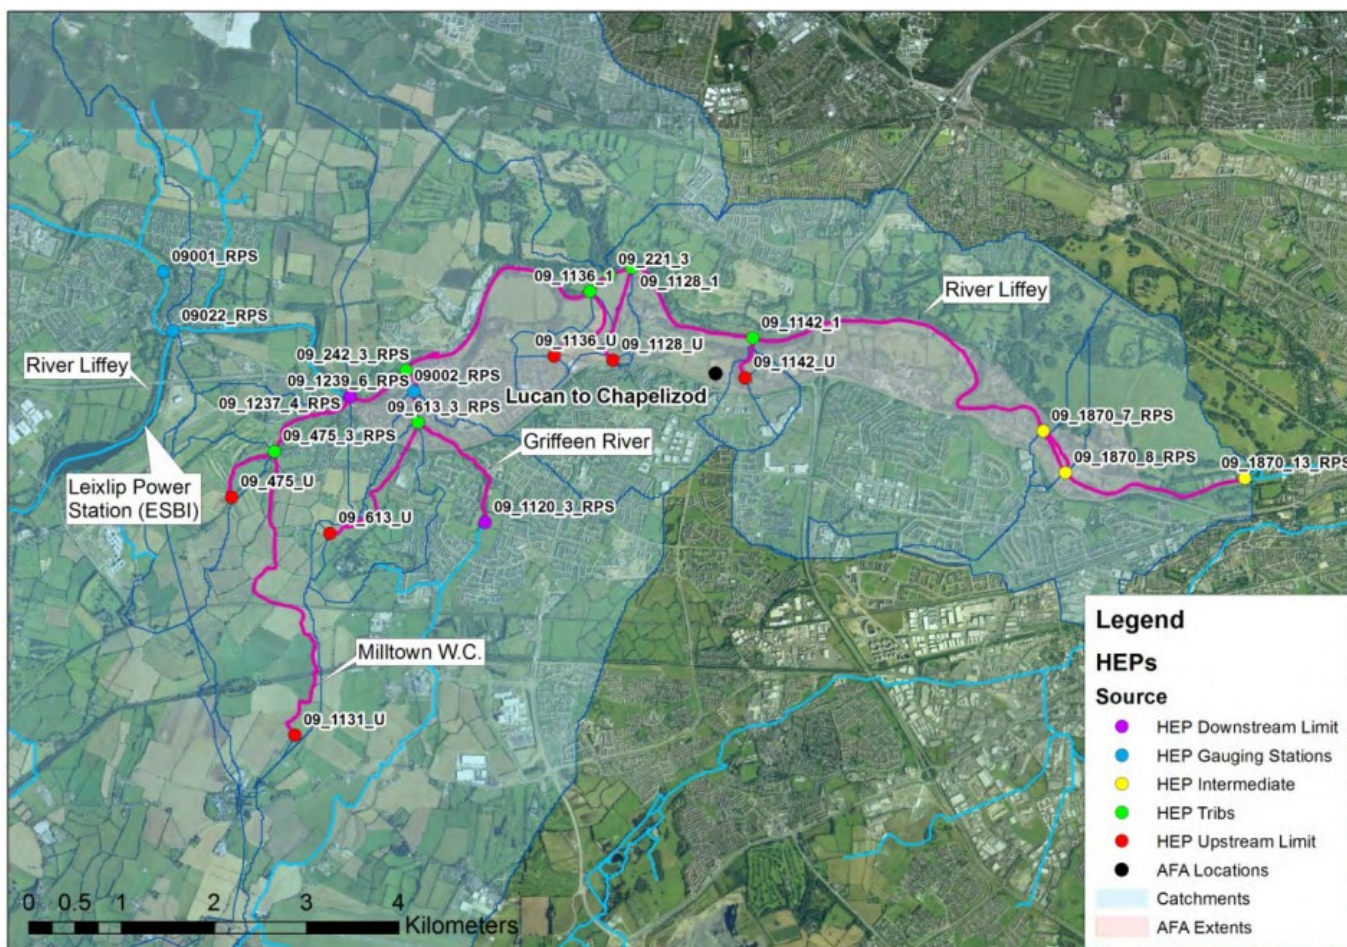 09_221_3
09001_RPS
09_1136_1
09_1128_1
River Liffey
09022_RPS
09_1142_1
09_1136_U
09_1128_U
09_242_3_RPS
River Liffey
09_1239_6_RPS
09002_RPS
09_1142_U
09_1237_4_RPS
09_613_3_RPS
Lucan to Chapelizod
09_1870_7_RPS
09_475_3_RPS
Griffeen River
09_1870_8_RPS
09_1870_13_RPS
09_475_U
Leixlip Power
Station (ESBI)
09_613_U
09_1120_3_RPS
Milltown W.C.
09_1131_U
Legend
HEPs
Source
HEP Downstream Limit
HEP Gauging Stations
HEP Intermediate
HEP Tribs
HEP Upstream Limit
AFA Locations
Catchments
AFA Extents
0 0.5 1 2 3 4
Kilometers